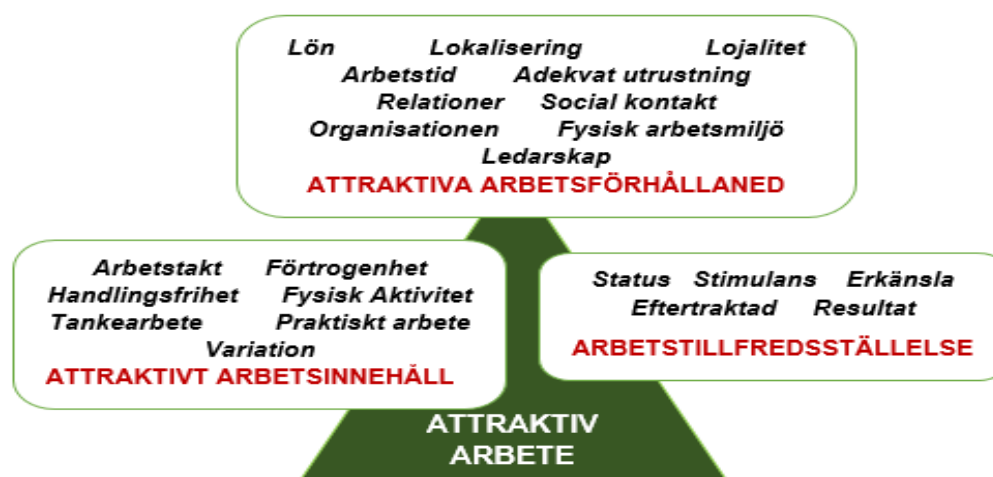 Lön Lokalisering Lojalitet
Arbetstid Adekvat utrustning
Relationer Social kontakt
Organisationen Fysisk arbetsmiljö
Ledarskap
ATTRAKTIVA ARBETSFÖRHÅLLANED
Arbetstakt Förtrogenhet
Handlingsfrihet Fysisk Aktivitet
Tankearbete Praktiskt arbete
Variation
ATTRAKTIVT ARBETSINNEHÅLL
Status Stimulans Erkänsla
Eftertraktad Resultat
ARBETSTILLFREDSSTÄLLELSE
ATTRAKTIV
ARBETE